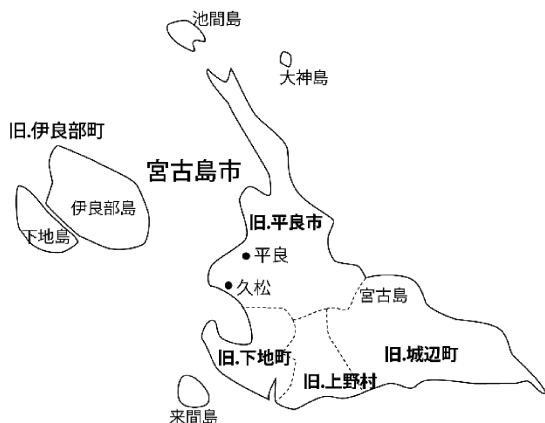 池間島
大神島
旧.伊良部町
宮古島市
伊良部島
下地島
旧.平良市
平良
久松
宮古島
旧.下地町
旧.城辺町
旧.上野村
来間島